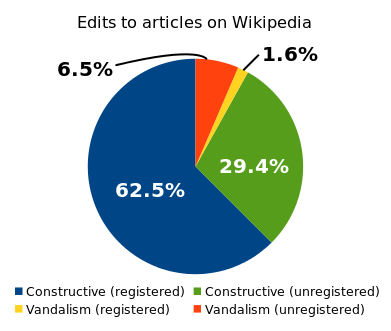 Edits to articles on Wikipedia
6.5%
1.6%
29.4%
62.5%
Constructive (registered)
Constructive (unregistered)
Vandalism (registered)
Vandalism (unregistered)